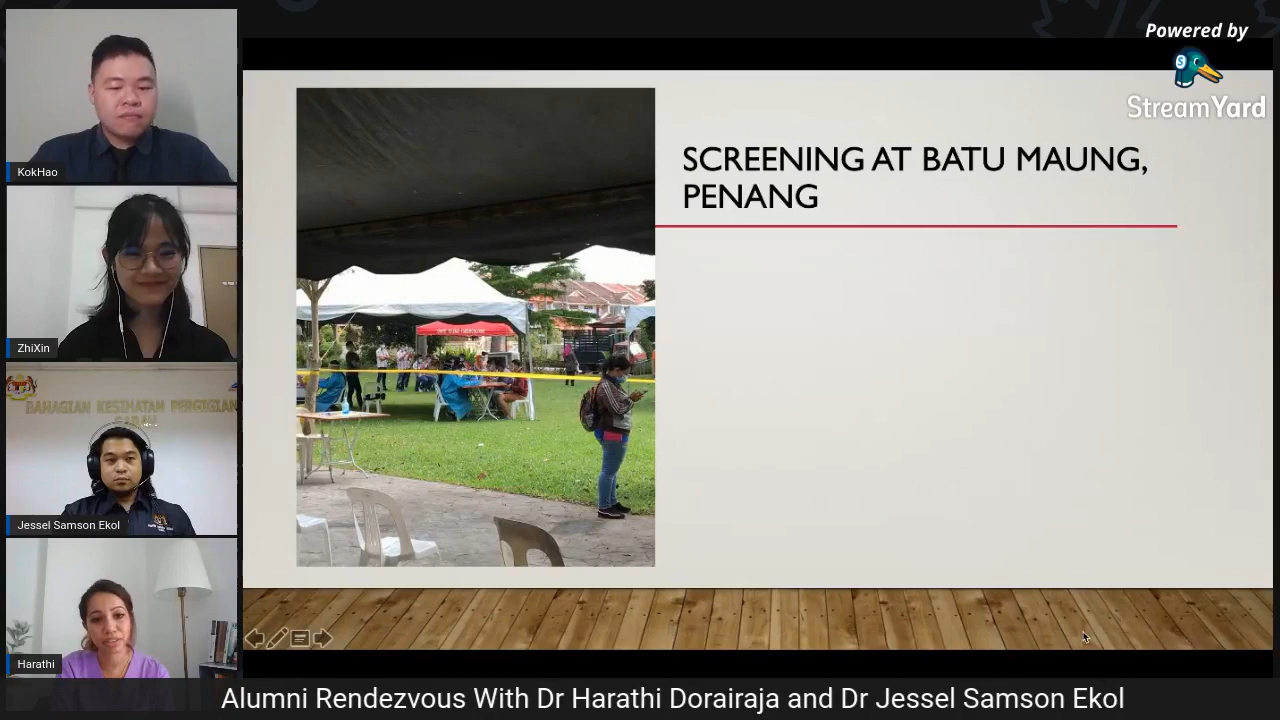 Powered by
StreamYard
KokHao
ZhiXin
BAHAGIAN KESIHATAN PERGIGIAN
SABAH
Jessel Samson Ekol
Harathi
SCREENING AT BATU MAUNG,
PENANG
Alumni Rendezvous With Dr Harathi Dorairaja and Dr Jessel Samson Ekol